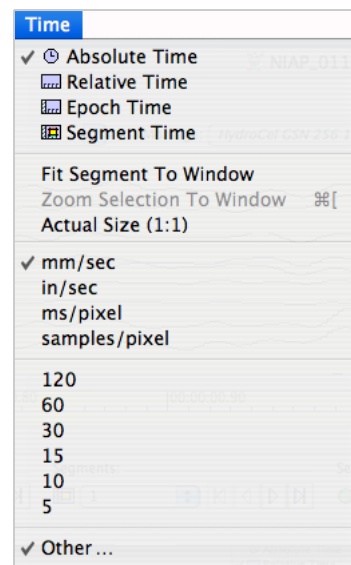 Time
✓ Absolute Time
Relative Time
Epoch Time
Segment Time
Fit Segment To Window
Zoom Selection To Window ⌘[
Actual Size (1:1)
✓ mm/sec
in/sec
ms/pixel
samples/pixel
120
60
30
15
10
5
✓ Other ...